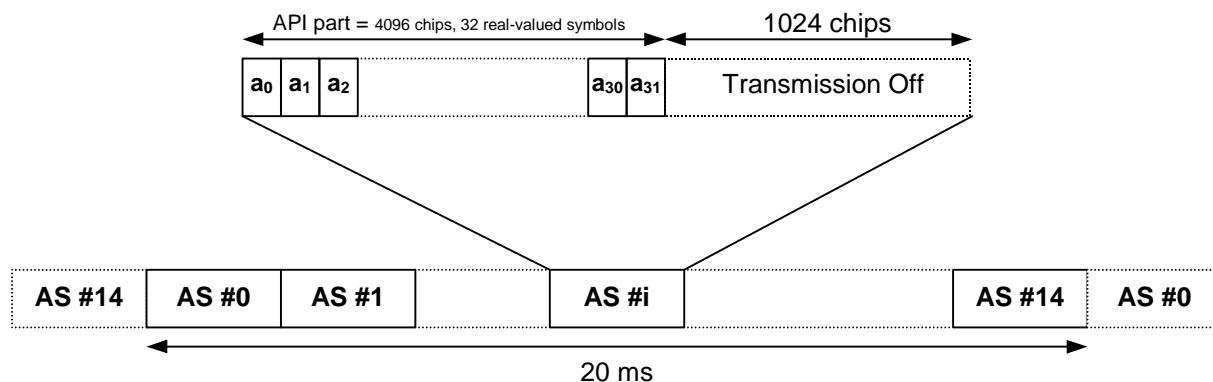 API part = 4096 chips, 32 real-valued symbols
1024 chips
a0 a1 a2 a30 a31 Transmission Off
AS #14 AS #0 AS #1 AS #i AS #14 AS #0
20 ms